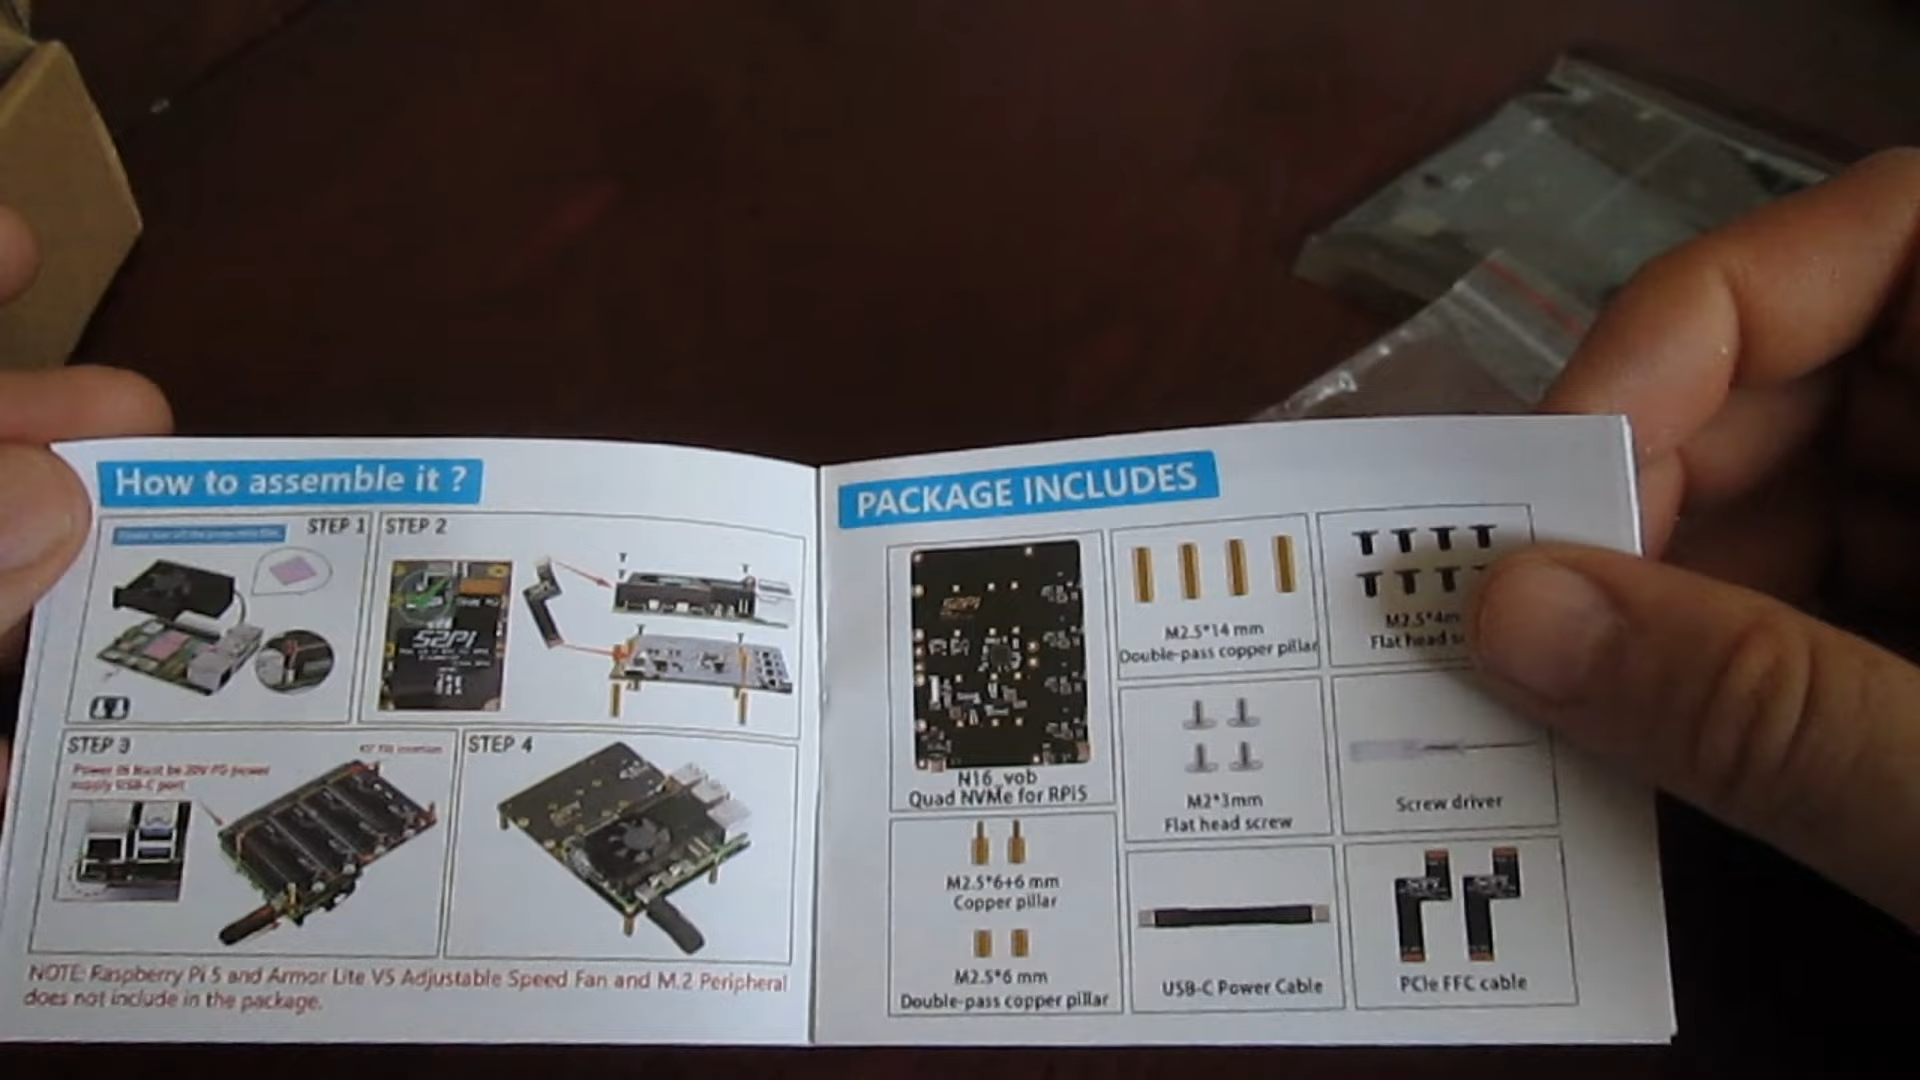 How to assemble it ?
STEP 1
STEP 2
52PI
STEP 3
Power IN Must be 20V PD power
supply USB-C port
STEP 4
NOTE: Raspberry Pi 5 and Armor Lite V5 Adjustable Speed Fan and M.2 Peripheral
does not include in the package.
PACKAGE INCLUDES
52PI
N16_vob
Quad NVMe for RPi5
M2.5*14 mm
Double-pass copper pillar
M2.5*4m
Flat head
M2*3mm
Flat head screw
Screw driver
M2.5*6+6 mm
Copper pillar
M2.5*6 mm
Double-pass copper pillar
USB-C Power Cable
PCIe FFC cable